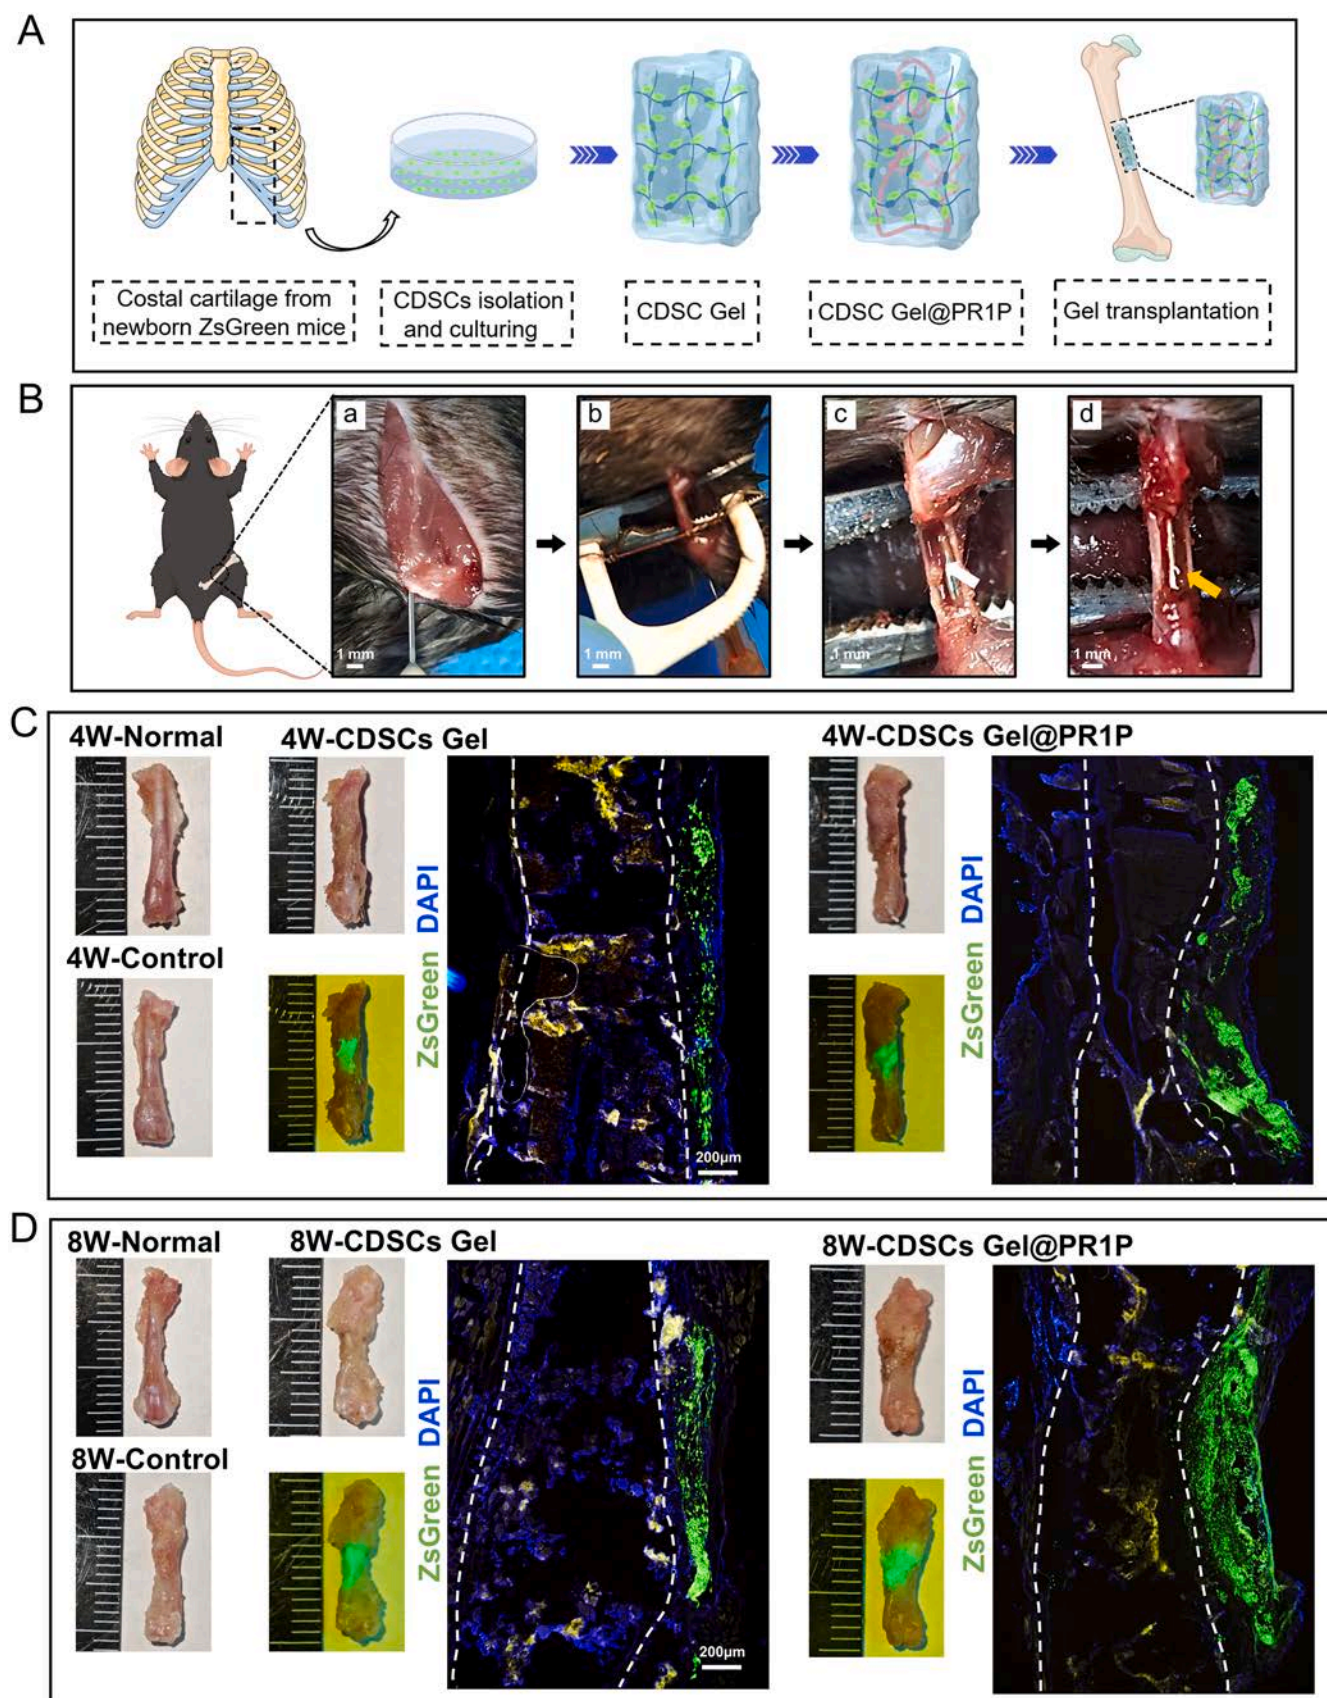 A
Costal cartilage from
newborn ZsGreen mice
CDSCs isolation
and culturing
CDSC Gel
CDSC Gel@PR1P
Gel transplantation
B
a
b
c
d
1 mm
1 mm
1 mm
1 mm
C
4W-Normal
4W-CDSCs Gel
4W-CDSCs Gel@PR1P
4W-Control
ZsGreen DAPI
ZsGreen DAPI
200μm
D
8W-Normal
8W-CDSCs Gel
8W-CDSCs Gel@PR1P
8W-Control
ZsGreen DAPI
ZsGreen DAPI
200μm